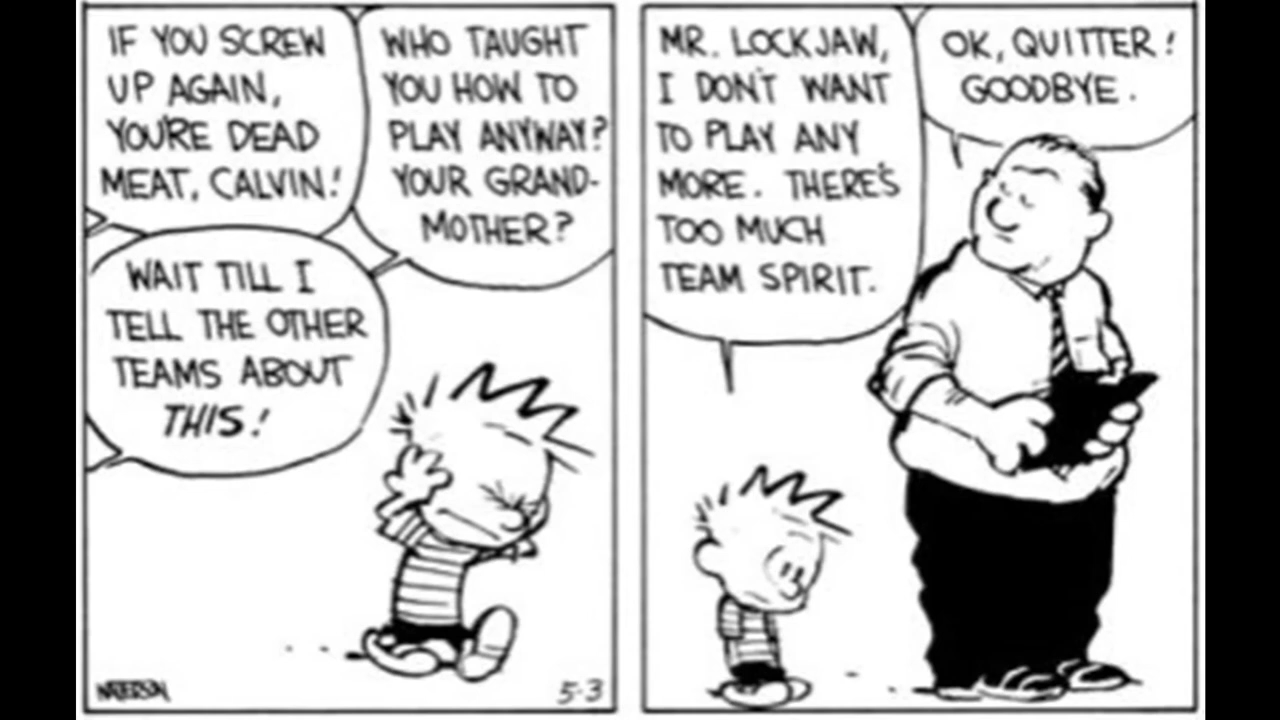 IF YOU SCREW
UP AGAIN,
YOU'RE DEAD
MEAT, CALVIN!
WHO TAUGHT
YOU HOW TO
PLAY ANYWAY?
YOUR GRAND-
MOTHER?
WAIT TILL I
TELL THE OTHER
TEAMS ABOUT
THIS!
WATTERSON
5-3
MR. LOCKJAW,
I DON'T WANT
TO PLAY ANY
MORE. THERE'S
TOO MUCH
TEAM SPIRIT.
OK, QUITTER!
GOODBYE.